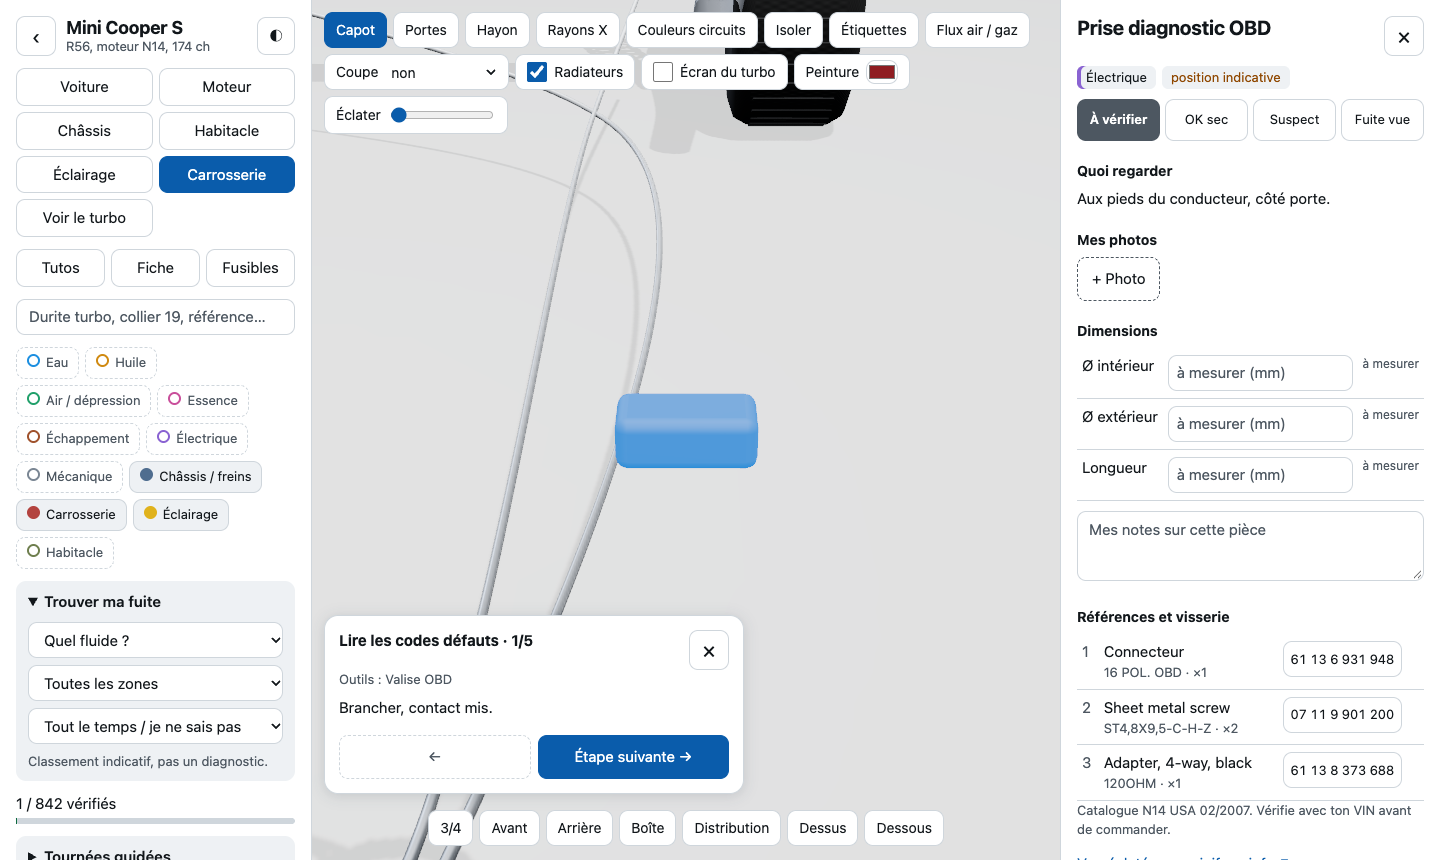 Mini Cooper S
R56, moteur N14, 174 ch
Voiture
Moteur
Châssis
Habitacle
Éclairage
Carrosserie
Voir le turbo
Tutos
Fiche
Fusibles
Durite turbo, collier 19, référence...
Eau
Huile
Air / dépression
Essence
Échappement
Électrique
Mécanique
Châssis / freins
Carrosserie
Éclairage
Habitacle
Trouver ma fuite
Quel fluide ?
Toutes les zones
Tout le temps / je ne sais pas
Classement indicatif, pas un diagnostic.
1 / 842 vérifiés
Tournées guidées
Capot
Portes
Hayon
Rayons X
Couleurs circuits
Isoler
Étiquettes
Flux air / gaz
Coupe non
Radiateurs
Écran du turbo
Peinture
Éclater
Lire les codes défauts · 1/5
Outils : Valise OBD
Brancher, contact mis.
←
Étape suivante →
3/4
Avant
Arrière
Boîte
Distribution
Dessus
Dessous
Prise diagnostic OBD
Électrique
position indicative
À vérifier
OK sec
Suspect
Fuite vue
Quoi regarder
Aux pieds du conducteur, côté porte.
Mes photos
+ Photo
Dimensions
Ø intérieur à mesurer (mm) à mesurer
Ø extérieur à mesurer (mm) à mesurer
Longueur à mesurer (mm) à mesurer
Mes notes sur cette pièce
Références et visserie
1 Connecteur 61 13 6 931 948
16 POL. OBD · ×1
2 Sheet metal screw 07 11 9 901 200
ST4,8X9,5-C-H-Z · ×2
3 Adapter, 4-way, black 61 13 8 373 688
120OHM · ×1
Catalogue N14 USA 02/2007. Vérifie avec ton VIN avant
de commander.